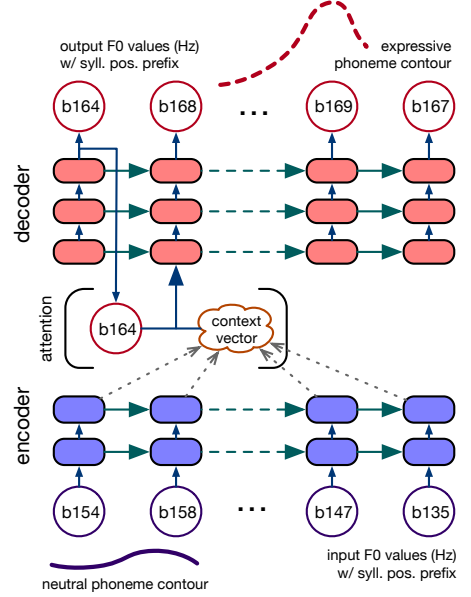 output F0 values (Hz)
w/ syll. pos. prefix
expressive
phoneme contour
b164
b168
...
b169
b167
decoder
attention
b164
context
vector
encoder
b154
b158
...
b147
b135
neutral phoneme contour
input F0 values (Hz)
w/ syll. pos. prefix